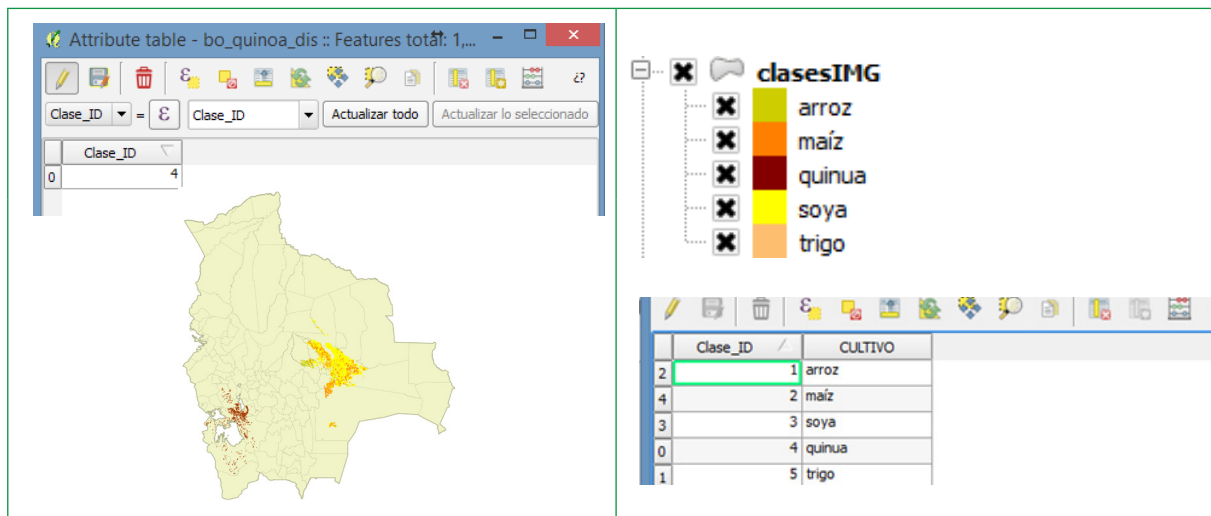 Attribute table - bo_quinoa_dis :: Features total: 1,...
Clase_ID = ε Clase_ID Actualizar todo Actualizar lo seleccionado
Clase_ID
0 4
clasesIMG
arroz
maíz
quinua
soya
trigo
Clase_ID CULTIVO
2 1 arroz
4 2 maíz
3 3 soya
0 4 quinua
1 5 trigo